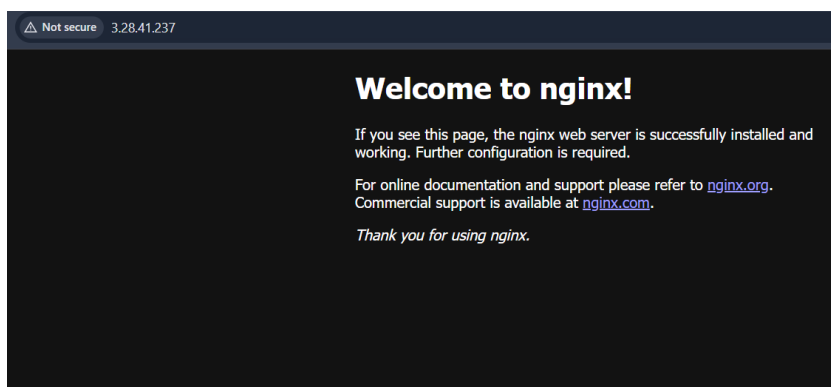 Not secure 3.28.41.237
Welcome to nginx!
If you see this page, the nginx web server is successfully installed and
working. Further configuration is required.
For online documentation and support please refer to nginx.org.
Commercial support is available at nginx.com.
Thank you for using nginx.